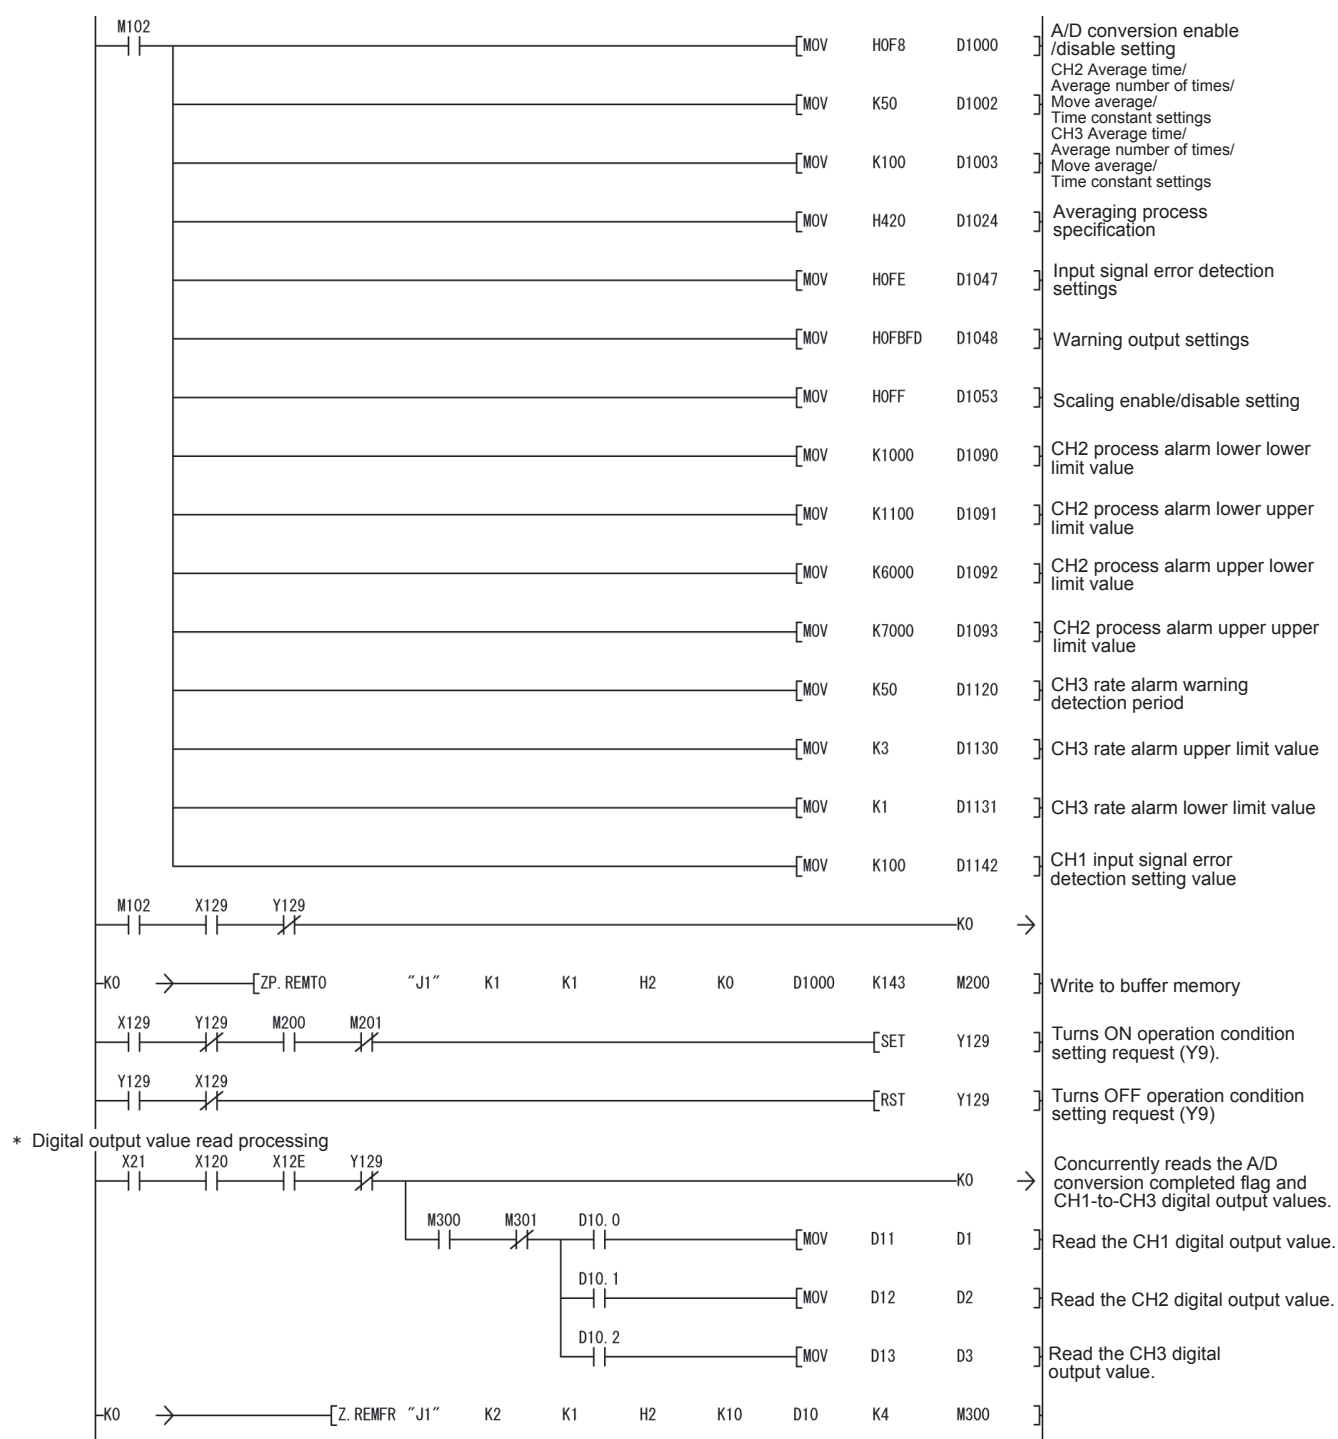 M102
MOV H0F8 D1000
A/D conversion enable
/disable setting
MOV K50 D1002
CH2 Average time/
Average number of times/
Move average/
Time constant settings
MOV K100 D1003
CH3 Average time/
Average number of times/
Move average/
Time constant settings
MOV H420 D1024
Averaging process
specification
MOV H0FE D1047
Input signal error detection
settings
MOV H0FBFD D1048
Warning output settings
MOV H0FF D1053
Scaling enable/disable setting
MOV K1000 D1090
CH2 process alarm lower lower
limit value
MOV K1100 D1091
CH2 process alarm lower upper
limit value
MOV K6000 D1092
CH2 process alarm upper lower
limit value
MOV K7000 D1093
CH2 process alarm upper upper
limit value
MOV K50 D1120
CH3 rate alarm warning
detection period
MOV K3 D1130
CH3 rate alarm upper limit value
MOV K1 D1131
CH3 rate alarm lower limit value
MOV K100 D1142
CH1 input signal error
detection setting value
M102 X129 Y129
K0
K0 ZP.REMTO "J1" K1 K1 H2 K0 D1000 K143 M200
Write to buffer memory
X129 Y129 M200 M201
SET Y129
Turns ON operation condition
setting request (Y9).
Y129 X129
RST Y129
Turns OFF operation condition
setting request (Y9)
* Digital output value read processing
X21 X120 X12E Y129
K0
Concurrently reads the A/D
conversion completed flag and
CH1-to-CH3 digital output values.
M300 M301 D10.0
MOV D11 D1
Read the CH1 digital output value.
D10.1
MOV D12 D2
Read the CH2 digital output value.
D10.2
MOV D13 D3
Read the CH3 digital
output value.
K0 Z.REMFR "J1" K2 K1 H2 K10 D10 K4 M300